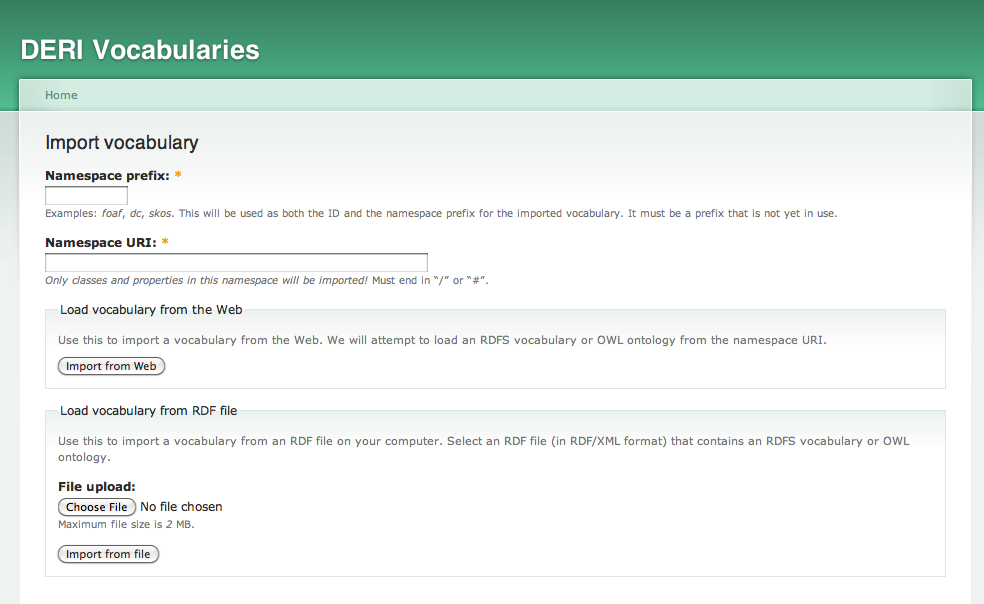 DERI Vocabularies
Home
Import vocabulary
Namespace prefix: *
Examples: foaf, dc, skos. This will be used as both the ID and the namespace prefix for the imported vocabulary. It must be a prefix that is not yet in use.
Namespace URI: *
Only classes and properties in this namespace will be imported! Must end in “/” or “#”.
Load vocabulary from the Web
Use this to import a vocabulary from the Web. We will attempt to load an RDFS vocabulary or OWL ontology from the namespace URI.
Import from Web
Load vocabulary from RDF file
Use this to import a vocabulary from an RDF file on your computer. Select an RDF file (in RDF/XML format) that contains an RDFS vocabulary or OWL
ontology.
File upload:
Choose File No file chosen
Maximum file size is 2 MB.
Import from file